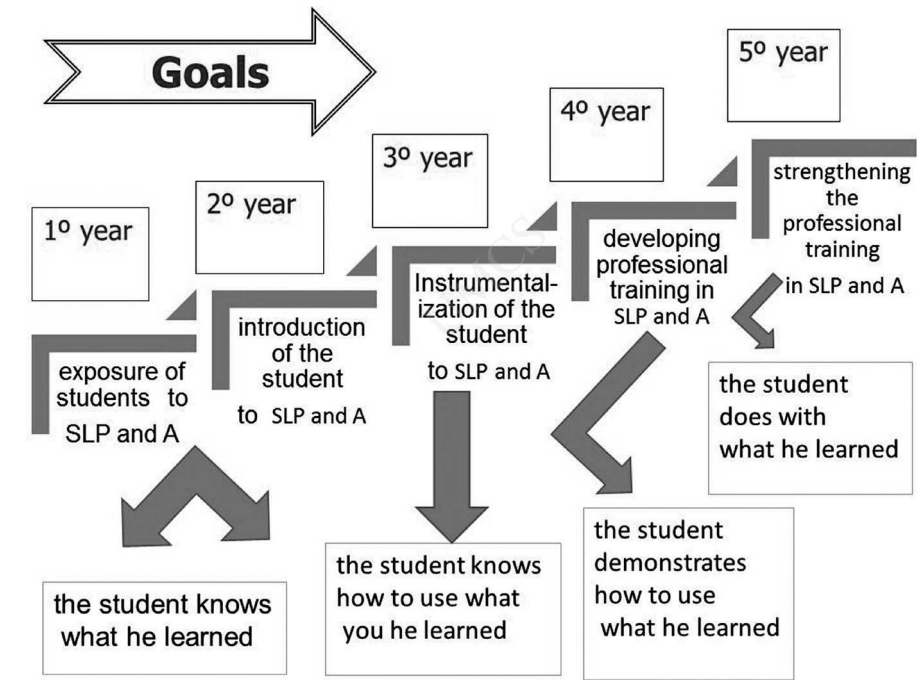 Goals
1º year
2º year
3º year
4º year
5º year
exposure of
students to
SLP and A
introduction
of the
student
to SLP and A
Instrumental-
ization of the
student
to SLP and A
developing
professional
training in
SLP and A
strengthening
the
professional
training
in SLP and A
the student knows
what he learned
the student knows
how to use what
you he learned
the student
demonstrates
how to use
what he learned
the student
does with
what he learned